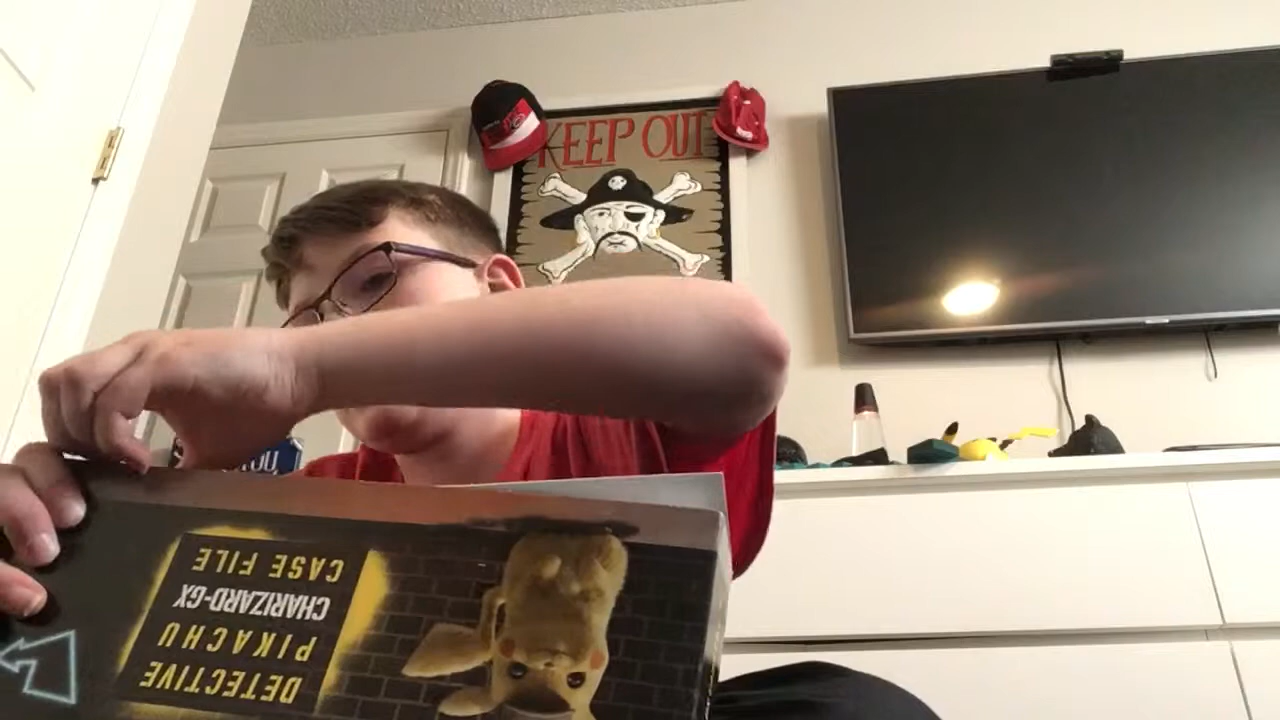 KEEP OUT
DETECTIVE
PIKACHU
CHARIZARD-GX
CASE FILE